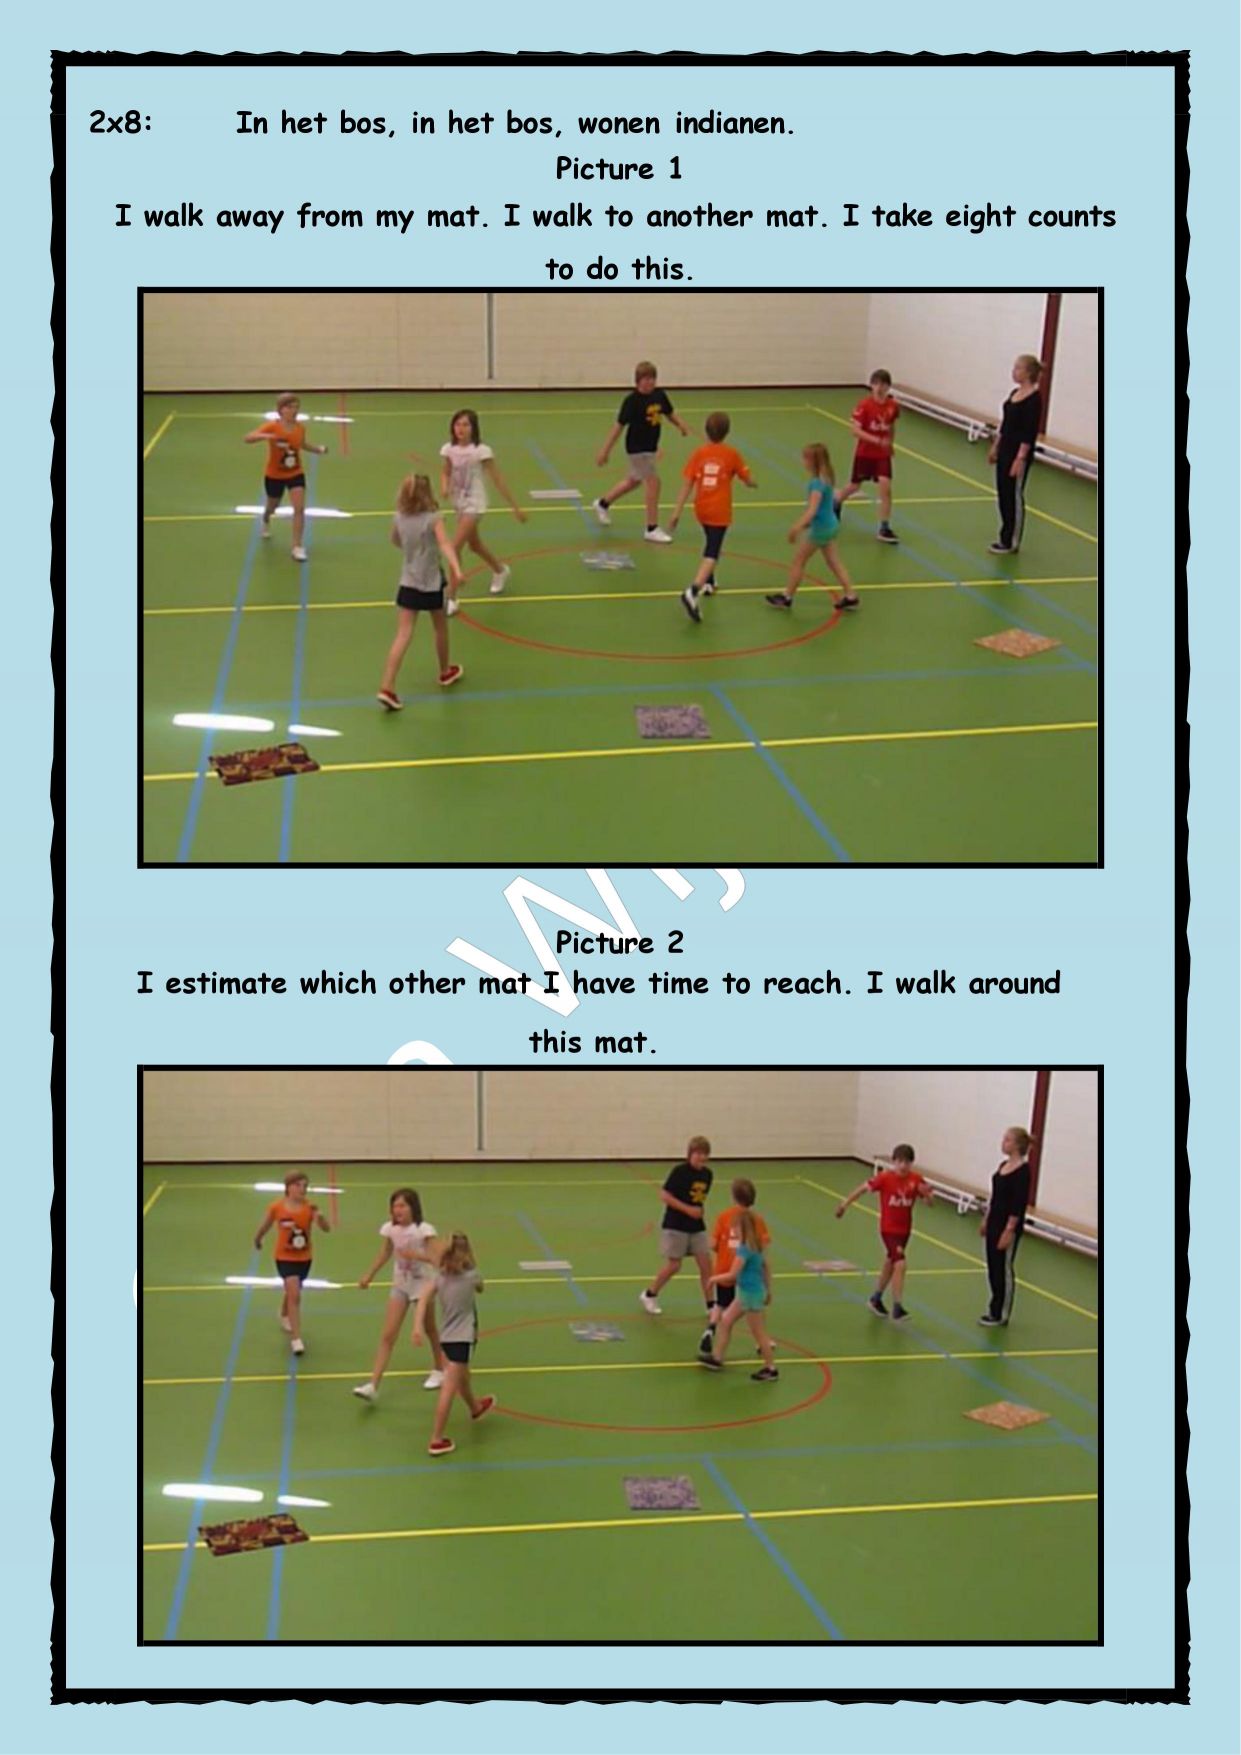 2x8: In het bos, in het bos, wonen indianen.
Picture 1
I walk away from my mat. I walk to another mat. I take eight counts
to do this.
Picture 2
I estimate which other mat I have time to reach. I walk around
this mat.